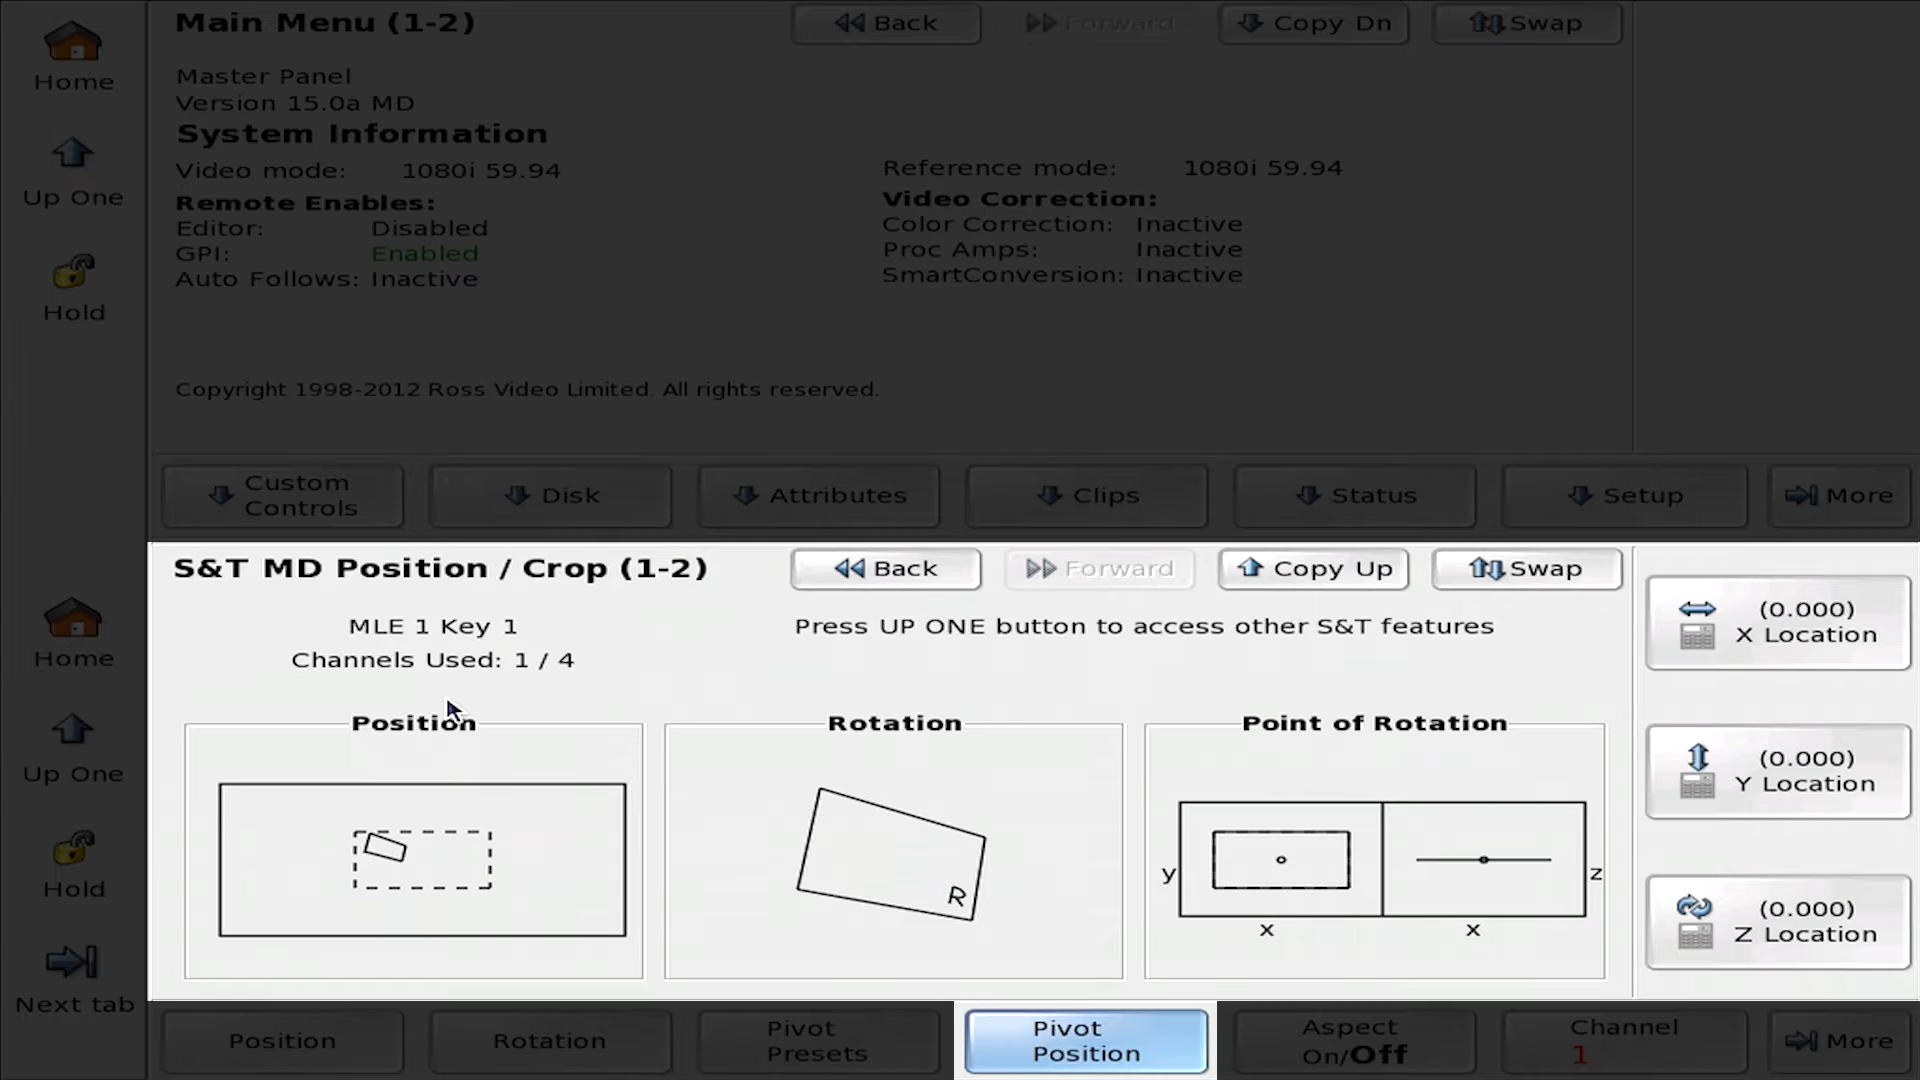 Main Menu (1-2)
Back
Forward
Copy Dn
Swap
Home
Master Panel
Version 15.0a MD
System Information
Video mode: 1080i 59.94
Reference mode: 1080i 59.94
Up One
Remote Enables:
Video Correction:
Editor: Disabled
Color Correction: Inactive
GPI: Enabled
Proc Amps: Inactive
Auto Follows: Inactive
SmartConversion: Inactive
Hold
Copyright 1998-2012 Ross Video Limited. All rights reserved.
Custom
Controls
Disk
Attributes
Clips
Status
Setup
More
S&T MD Position / Crop (1-2)
Back
Forward
Copy Up
Swap
MLE 1 Key 1
Press UP ONE button to access other S&T features
Channels Used: 1 / 4
(0.000)
X Location
Home
Position
Rotation
Point of Rotation
(0.000)
Y Location
Up One
R
y
z
x
x
(0.000)
Z Location
Hold
Next tab
Position
Rotation
Pivot
Presets
Pivot
Position
Aspect
On/Off
Channel
1
More